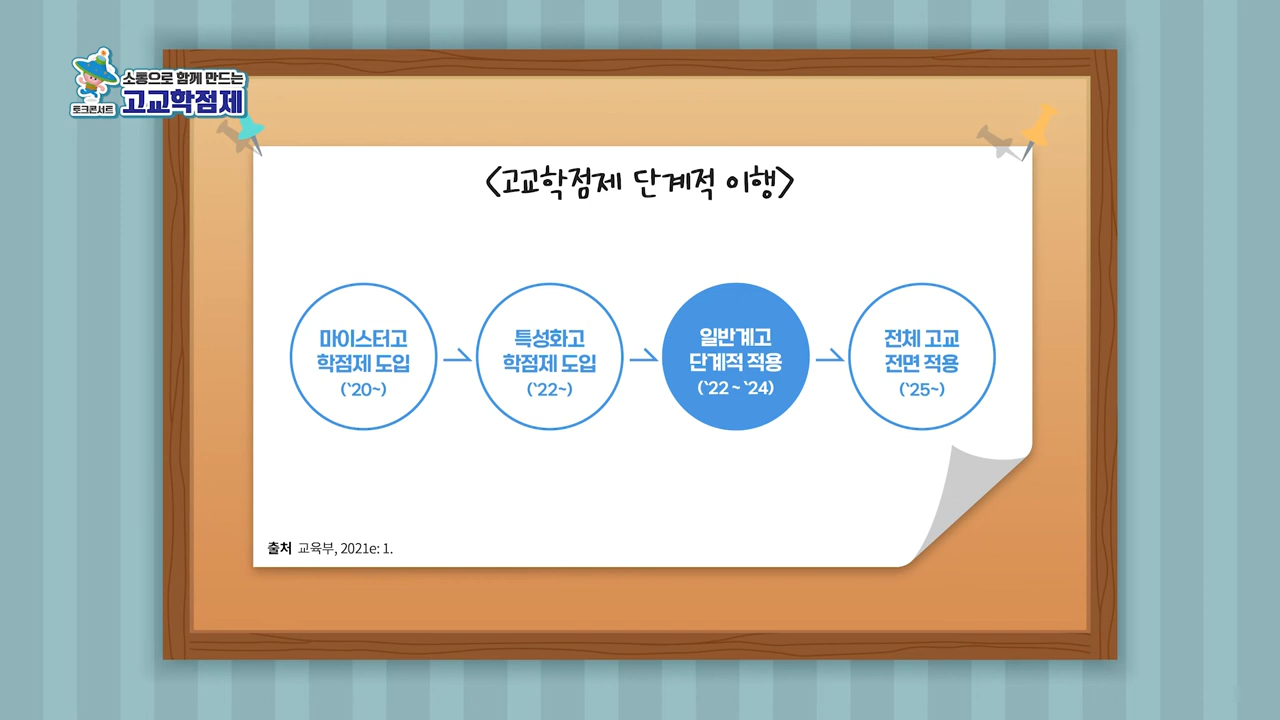 소통으로 함께 만드는
토크콘서트
고교학점제
<고교학점제 단계적 이행>
마이스터고
학점제 도입
(‘20~)
특성화고
학점제 도입
(‘22~)
일반계고
단계적 적용
(‘22 ~ ‘24)
전체 고교
전면 적용
(‘25~)
출처 교육부, 2021e: 1.